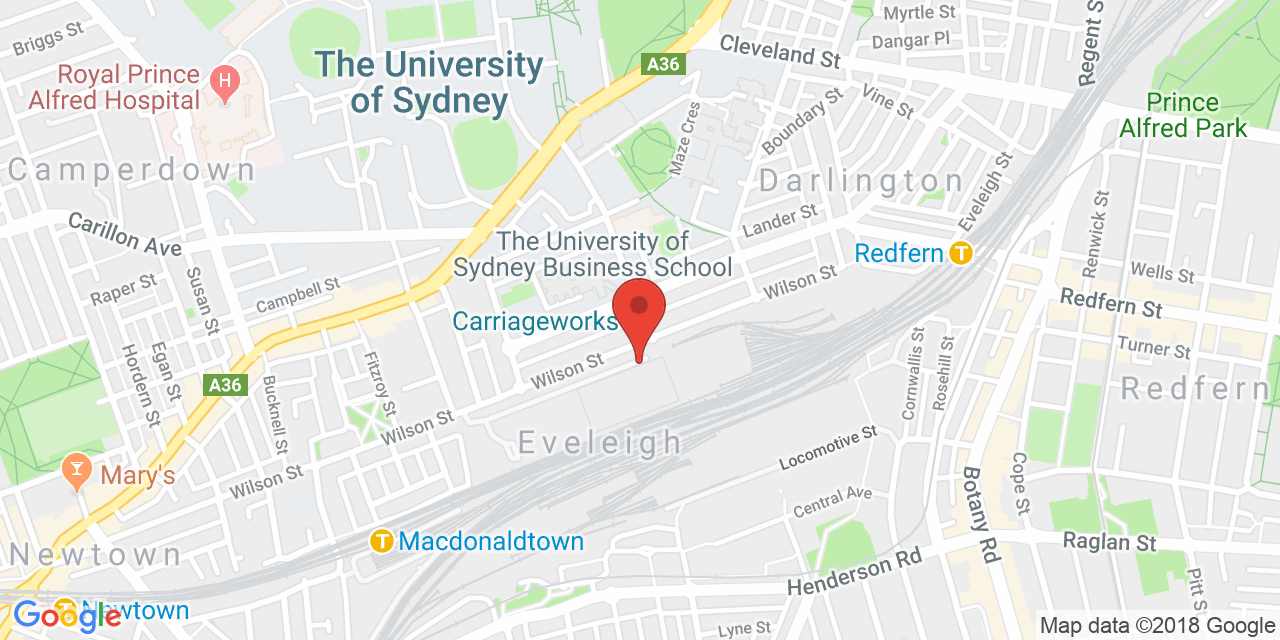 Briggs St
Royal Prince
Alfred Hospital
H
The University
of Sydney
A36
Cleveland St
Myrtle St
Dangar Pl
Regent St
Vine St
Boundary St
Maze Cres
Prince
Alfred Park
Camperdown
Darlington
Eveleigh St
Carillon Ave
Lander St
Renwick St
The University of
Sydney Business School
Redfern
T
Wells St
Raper St
Susan St
Campbell St
Wilson St
Redfern St
Carriageworks
Turner St
Egan St
Hordern St
Fitzroy St
Wilson St
Cornwallis St
Rosehill St
Redfern
A36
Bucknell St
Wilson St
Eveleigh
Locomotive St
Mary's
Wilson St
Botany Rd
Cope St
Central Ave
Newtown
T
Macdonaldtown
Henderson Rd
Raglan St
Pitt S
T
Newtown
Google
Lyne St
Map data ©2018 Google